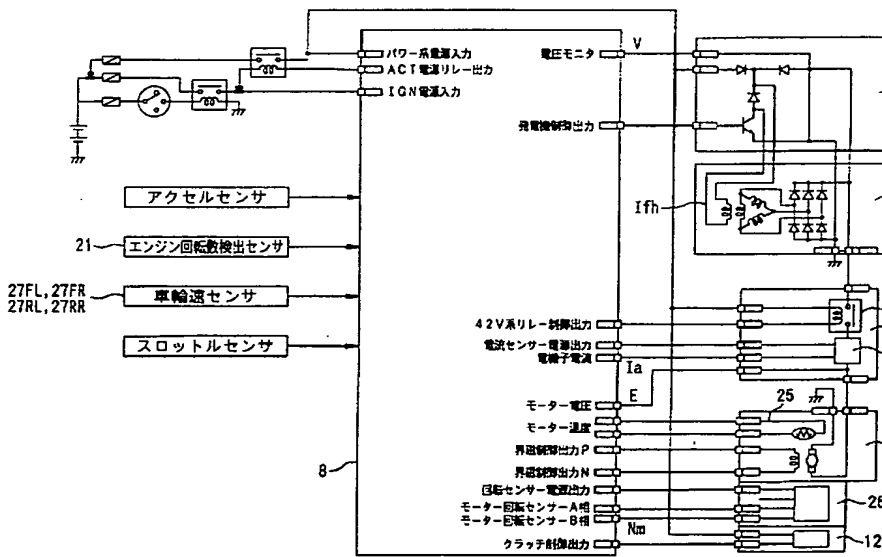 パワー系電源入力
ACT電源リレー出力
IGN電源入力
電圧モニタ
V
発電機制御出力
アクセルセンサ
21
エンジン回転数検出センサ
27FL,27FR
27RL,27RR
車輪速センサ
スロットルセンサ
Ifh
42V系リレー制御出力
電流センサー電源出力
電機子電流
Ia
E
モーター電圧
モーター温度
25
8
界磁制御出力P
界磁制御出力N
回転センサー電源出力
モーター回転センサーA相
モーター回転センサーB相
26
Nm
クラッチ制御出力
12